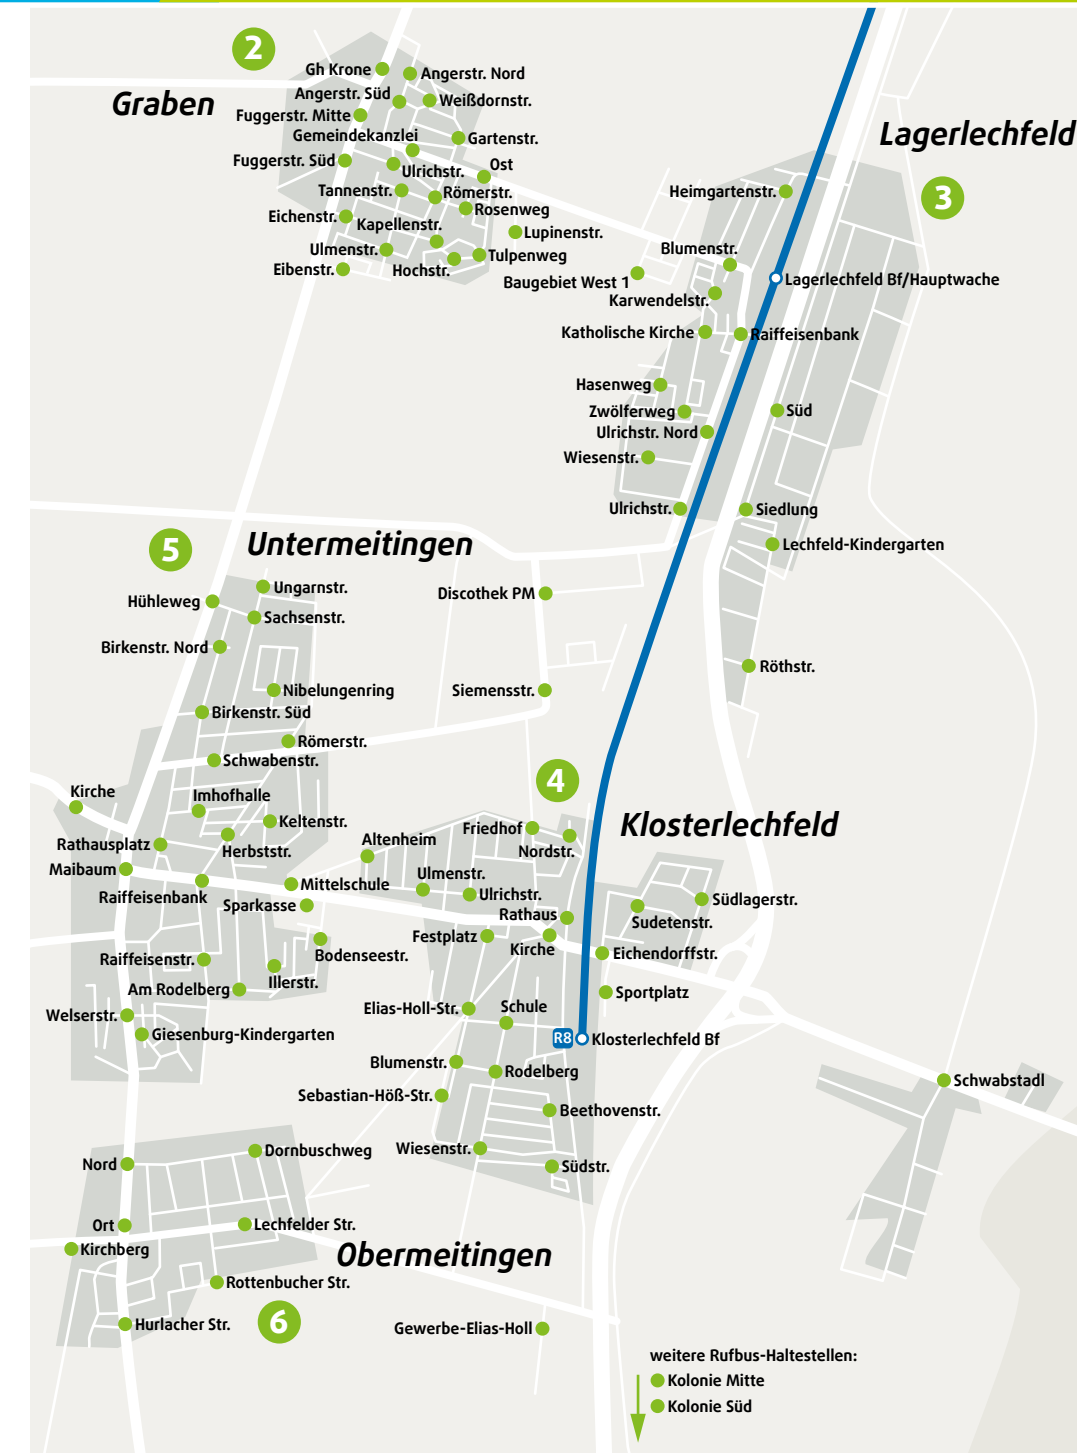 2
Graben
Gh Krone
Angerstr. Nord
Angerstr. Süd
Weißdornstr.
Fuggerstr. Mitte
Gemeindekanzlei
Gartenstr.
Fuggerstr. Süd
Ulrichstr.
Ost
Tannenstr.
Römerstr.
Rosenweg
Eichenstr.
Kapellenstr.
Lupinenstr.
Ulmenstr.
Tulpenweg
Eibenstr.
Hochstr.
Lagerlechfeld
3
Heimgartenstr.
Blumenstr.
Baugebiet West 1
Lagerlechfeld Bf/Hauptwache
Karwendelstr.
Katholische Kirche
Raiffeisenbank
Hasenweg
Zwölferweg
Süd
Ulrichstr. Nord
Wiesenstr.
Ulrichstr.
Siedlung
Lechfeld-Kindergarten
Röthstr.
5
Untermeitingen
Ungarnstr.
Hühleweg
Sachsenstr.
Discothek PM
Birkenstr. Nord
Nibelungenring
Siemensstr.
Birkenstr. Süd
Römerstr.
Schwabenstr.
Kirche
Imhofhalle
Keltenstr.
Rathausplatz
Herbststr.
Maibaum
Mittelschule
Raiffeisenbank
Sparkasse
Bodenseestr.
Raiffeisenstr.
Illerstr.
Am Rodelberg
Welserstr.
Giesenburg-Kindergarten
4
Klosterlechfeld
Friedhof
Nordstr.
Altenheim
Ulmenstr.
Ulrichstr.
Rathaus
Südlagerstr.
Sudetenstr.
Festplatz
Kirche
Eichendorffstr.
Sportplatz
Elias-Holl-Str.
Schule
R8
Klosterlechfeld Bf
Blumenstr.
Rodelberg
Sebastian-Höß-Str.
Beethovenstr.
Schwabstadl
Wiesenstr.
Südstr.
Dornbuschweg
Nord
Ort
Lechfelder Str.
Kirchberg
Obermeitingen
Rottenbucher Str.
6
Hurlacher Str.
Gewerbe-Elias-Holl
weitere Rufbus-Haltestellen:
Kolonie Mitte
Kolonie Süd